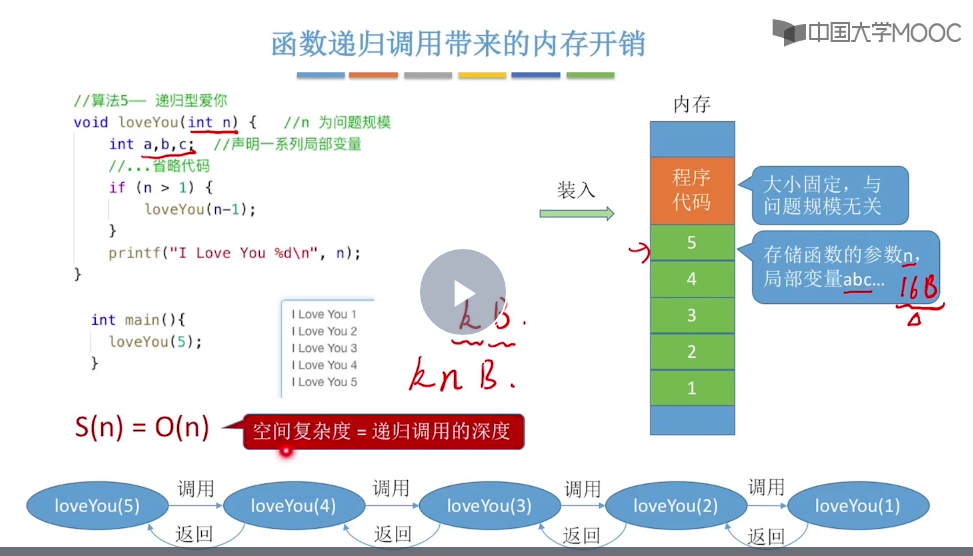 中国大学MOOC
函数递归调用带来的内存开销
//算法5—— 递归型爱你
void loveYou(int n) { //n 为问题规模
int a,b,c; //声明一系列局部变量
//...省略代码
if (n > 1) {
loveYou(n-1);
}
printf("I Love You %d\n", n);
}
int main(){
loveYou(5);
}
I Love You 1
I Love You 2
I Love You 3
I Love You 4
I Love You 5
k B.
knB.
装入
内存
程序
代码
5
4
3
2
1
大小固定，与
问题规模无关
存储函数的参数n，
局部变量abc...
16B
S(n) = O(n)
空间复杂度 = 递归调用的深度
调用
调用
调用
调用
loveYou(5)
loveYou(4)
loveYou(3)
loveYou(2)
loveYou(1)
返回
返回
返回
返回